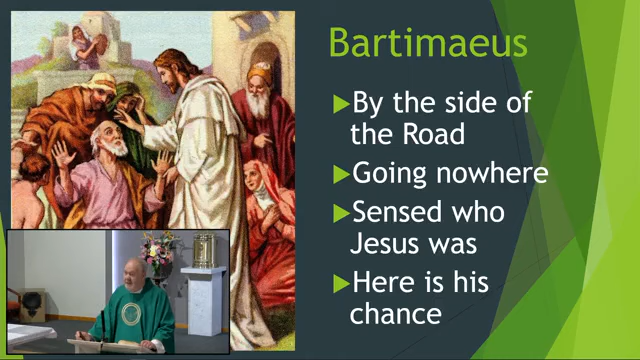 Bartimaeus
▶By the side of
the Road
▶Going nowhere
▶Sensed who
Jesus was
▶Here is his
chance